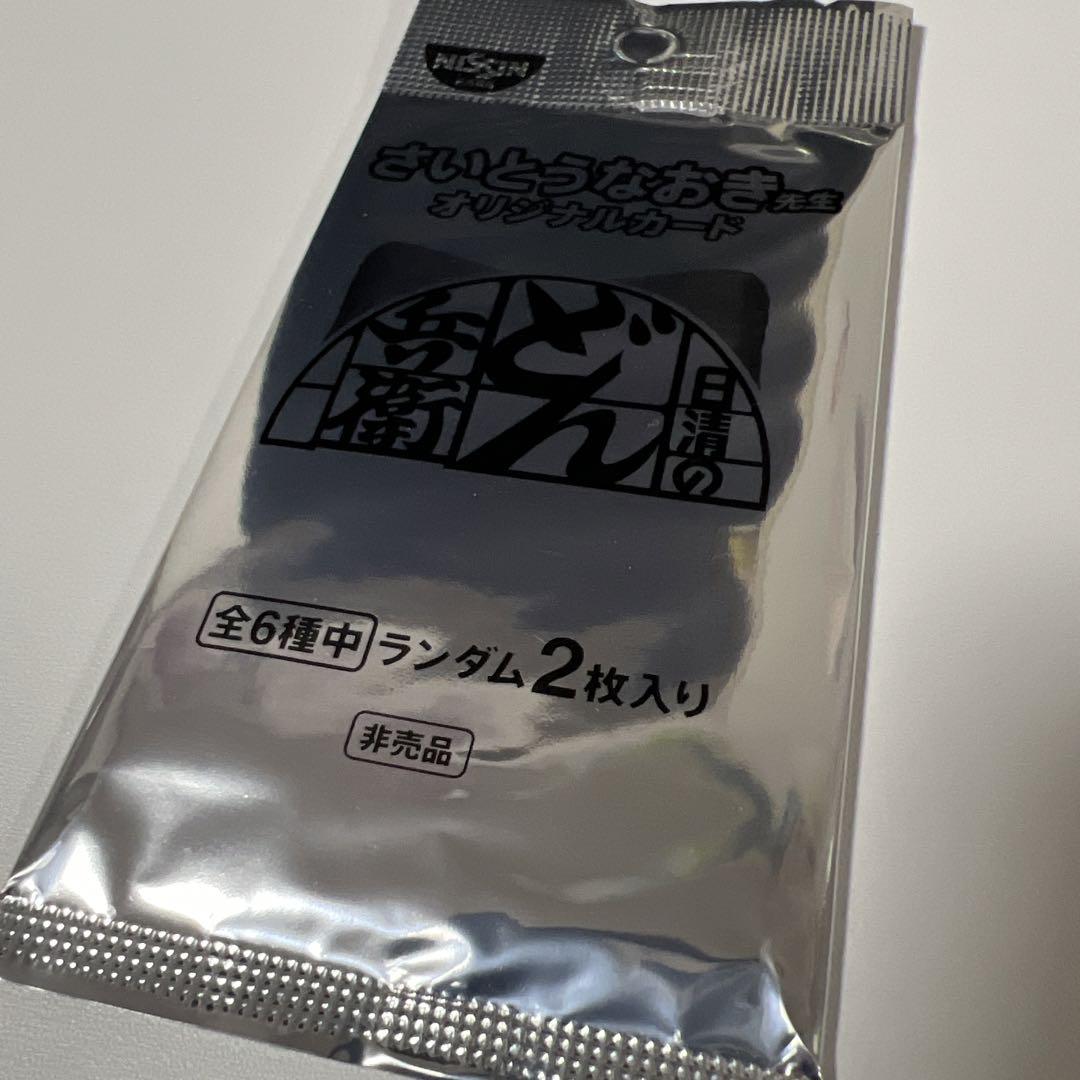 NISSIN
さいとうなおき先生
オリジナルカード
日清の
どん
兵衛
全6種中 ランダム2枚入り
非売品